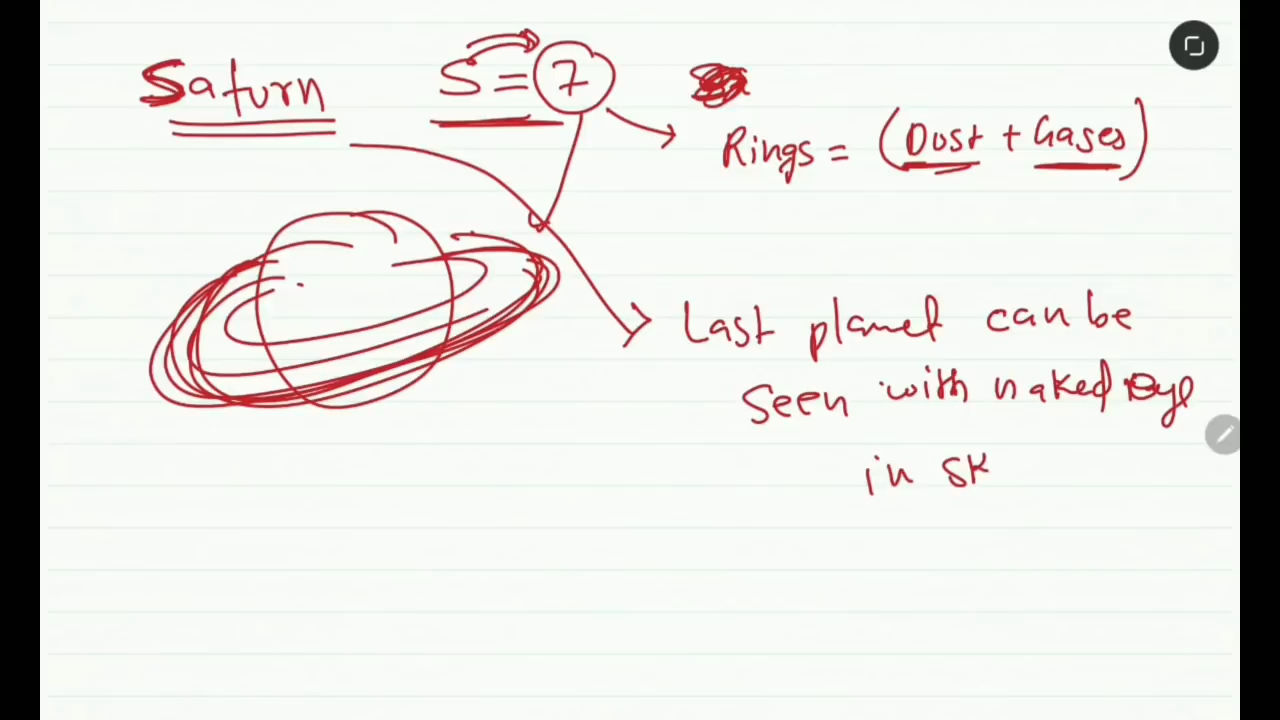 Saturn S = 7
Rings = (Dust + Gases)
Last planet can be
Seen with naked eye
in sk